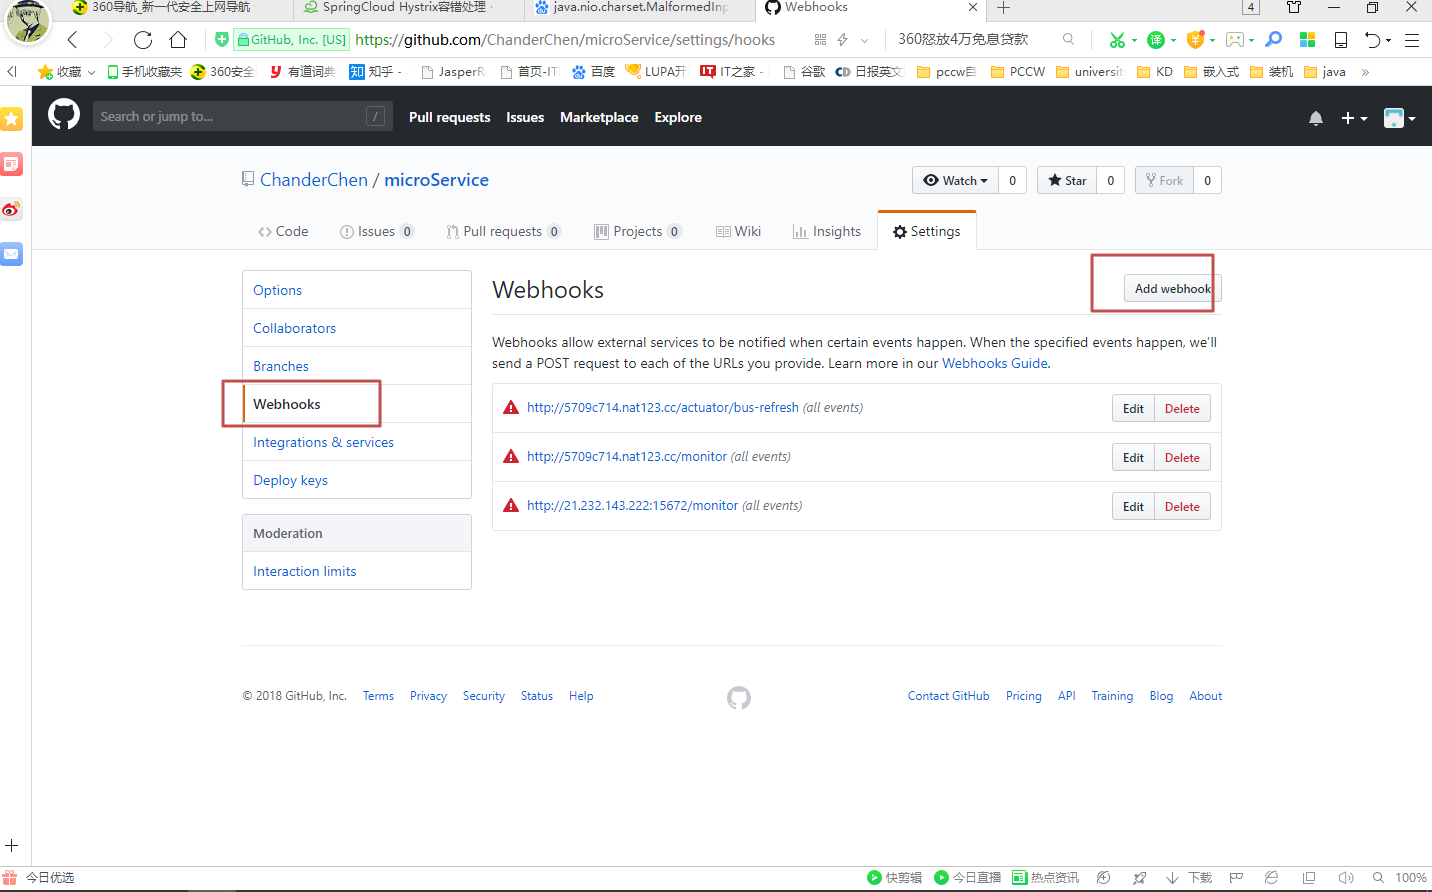 360导航_新一代安全上网导航
SpringCloud Hystrix容错处理
java.nio.charset.MalformedInp
Webhooks
4
GitHub, Inc. [US]
https://github.com/ChanderChen/microService/settings/hooks
360怒放4万免息贷款
译
收藏
手机收藏夹
360安全
有道词典
知乎 -
JasperR
首页-IT
百度
LUPA开
IT之家 -
谷歌
日报英文
pccw自
PCCW
universit
KD
嵌入式
装机
java
»
Search or jump to...
/
Pull requests
Issues
Marketplace
Explore
ChanderChen / microService
Watch
0
Star
0
Fork
0
Code
Issues 0
Pull requests 0
Projects 0
Wiki
Insights
Settings
Options
Collaborators
Branches
Webhooks
Integrations & services
Deploy keys
Moderation
Interaction limits
Webhooks
Add webhook
Webhooks allow external services to be notified when certain events happen. When the specified events happen, we'll
send a POST request to each of the URLs you provide. Learn more in our Webhooks Guide.
http://5709c714.nat123.cc/actuator/bus-refresh (all events)
Edit
Delete
http://5709c714.nat123.cc/monitor (all events)
Edit
Delete
http://21.232.143.222:15672/monitor (all events)
Edit
Delete
© 2018 GitHub, Inc.
Terms
Privacy
Security
Status
Help
Contact GitHub
Pricing
API
Training
Blog
About
今日优选
快剪辑
今日直播
热点资讯
下载
100%